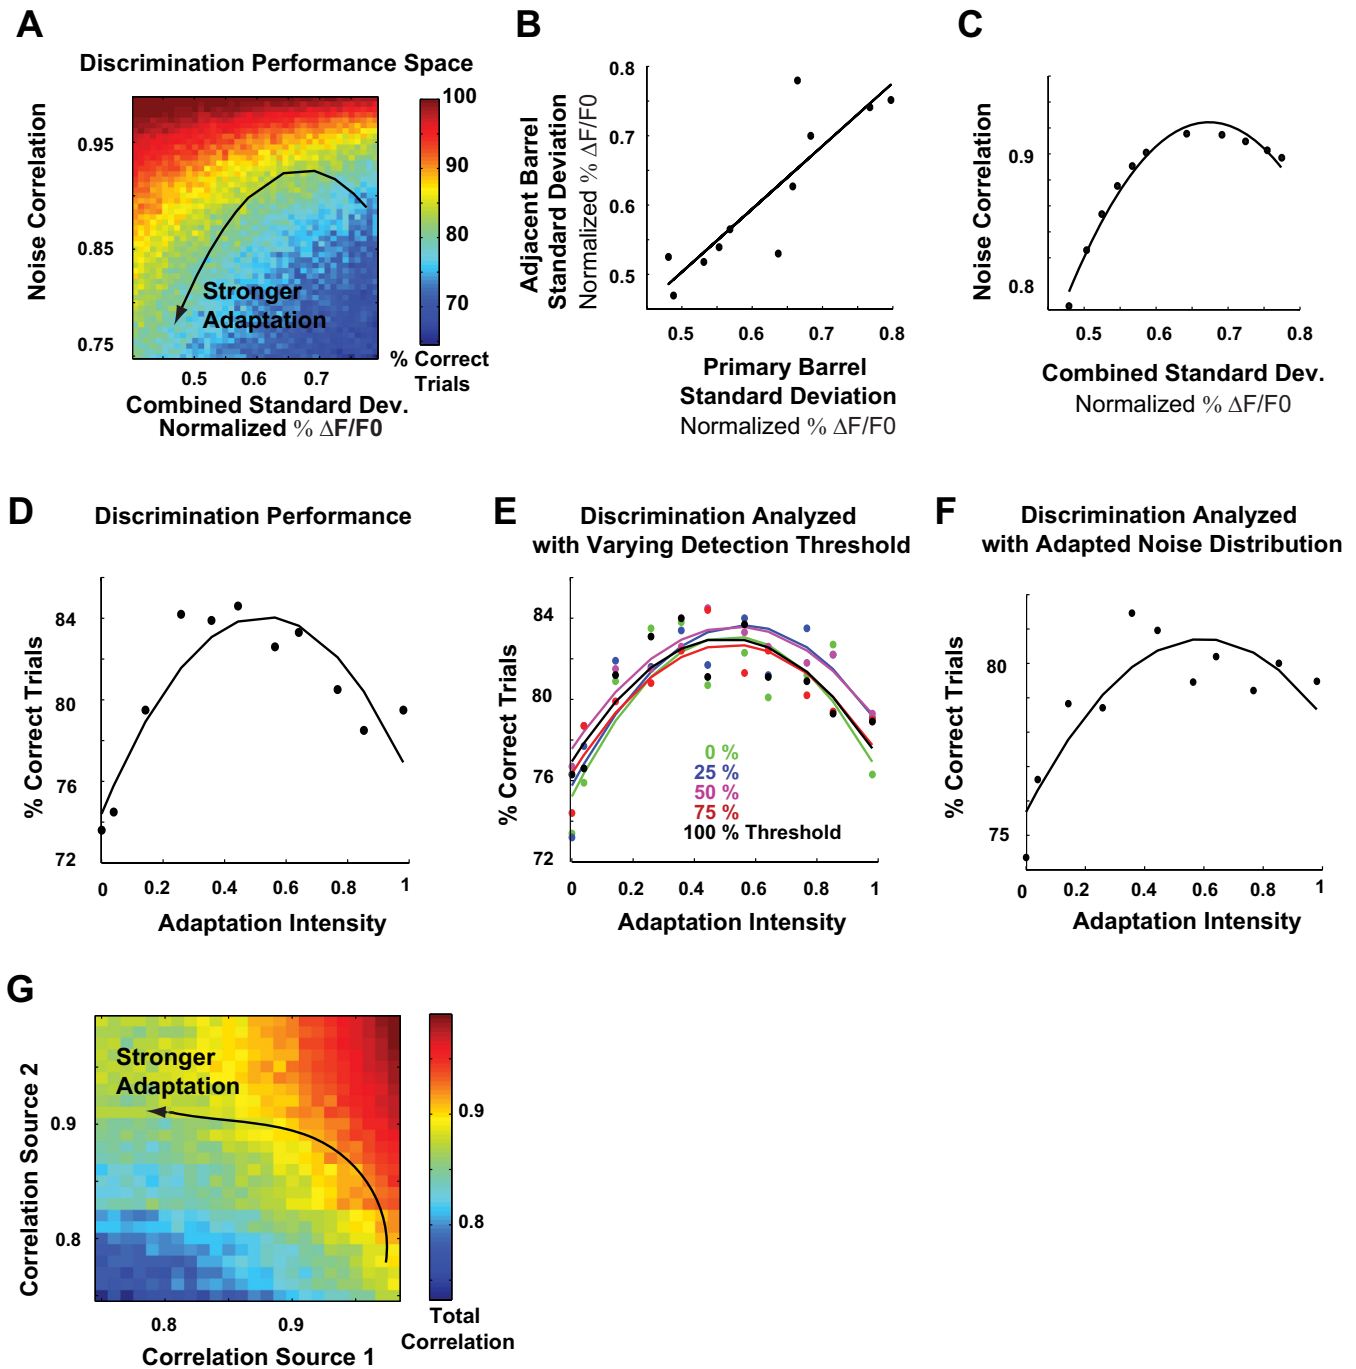 A
Discrimination Performance Space
Noise Correlation
0.95
0.85
0.75
Stronger
Adaptation
0.5 0.6 0.7
Combined Standard Dev.
Normalized % ΔF/F0
100
90
80
70
% Correct
Trials
B
Adjacent Barrel
Standard Deviation
Normalized % ΔF/F0
0.8
0.7
0.6
0.5
0.5 0.6 0.7 0.8
Primary Barrel
Standard Deviation
Normalized % ΔF/F0
C
Noise Correlation
0.9
0.8
0.5 0.6 0.7 0.8
Combined Standard Dev.
Normalized % ΔF/F0
D
Discrimination Performance
% Correct Trials
84
80
76
72
0 0.2 0.4 0.6 0.8 1
Adaptation Intensity
E
Discrimination Analyzed
with Varying Detection Threshold
% Correct Trials
84
80
76
72
0 %
25 %
50 %
75 %
100 % Threshold
0 0.2 0.4 0.6 0.8 1
Adaptation Intensity
F
Discrimination Analyzed
with Adapted Noise Distribution
% Correct Trials
80
75
0 0.2 0.4 0.6 0.8 1
Adaptation Intensity
G
Correlation Source 2
0.9
0.8
Stronger
Adaptation
0.8 0.9
Correlation Source 1
0.9
0.8
Total
Correlation